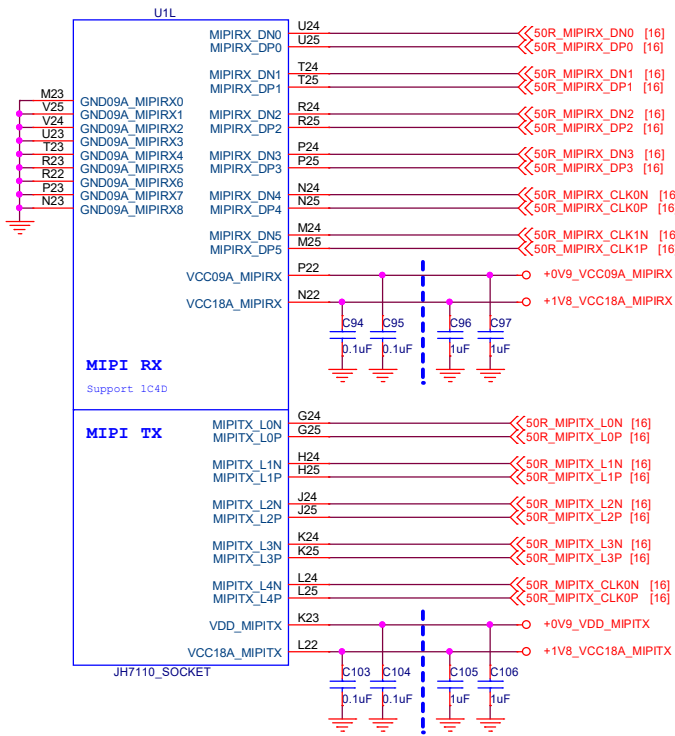 U1L
MIPIRX_DN0 U24 50R_MIPIRX_DN0 [16]
MIPIRX_DP0 U25 50R_MIPIRX_DP0 [16]
MIPIRX_DN1 T24 50R_MIPIRX_DN1 [16]
MIPIRX_DP1 T25 50R_MIPIRX_DP1 [16]
M23 GND09A_MIPIRX0
V25 GND09A_MIPIRX1 MIPIRX_DN2 R24 50R_MIPIRX_DN2 [16]
V24 GND09A_MIPIRX2 MIPIRX_DP2 R25 50R_MIPIRX_DP2 [16]
U23 GND09A_MIPIRX3
T23 GND09A_MIPIRX4 MIPIRX_DN3 P24 50R_MIPIRX_DN3 [16]
R23 GND09A_MIPIRX5 MIPIRX_DP3 P25 50R_MIPIRX_DP3 [16]
R22 GND09A_MIPIRX6
P23 GND09A_MIPIRX7 MIPIRX_DN4 N24 50R_MIPIRX_CLK0N [16
N23 GND09A_MIPIRX8 MIPIRX_DP4 N25 50R_MIPIRX_CLK0P [16
MIPIRX_DN5 M24 50R_MIPIRX_CLK1N [16
MIPIRX_DP5 M25 50R_MIPIRX_CLK1P [16
VCC09A_MIPIRX P22 +0V9_VCC09A_MIPIRX
VCC18A_MIPIRX N22 +1V8_VCC18A_MIPIRX
C94 C95 C96 C97
0.1uF 0.1uF 1uF 1uF
MIPI RX
Support 1C4D
MIPI TX
MIPITX_L0N G24 50R_MIPITX_L0N [16]
MIPITX_L0P G25 50R_MIPITX_L0P [16]
MIPITX_L1N H24 50R_MIPITX_L1N [16]
MIPITX_L1P H25 50R_MIPITX_L1P [16]
MIPITX_L2N J24 50R_MIPITX_L2N [16]
MIPITX_L2P J25 50R_MIPITX_L2P [16]
MIPITX_L3N K24 50R_MIPITX_L3N [16]
MIPITX_L3P K25 50R_MIPITX_L3P [16]
MIPITX_L4N L24 50R_MIPITX_CLK0N [16]
MIPITX_L4P L25 50R_MIPITX_CLK0P [16]
VDD_MIPITX K23 +0V9_VDD_MIPITX
VCC18A_MIPITX L22 +1V8_VCC18A_MIPITX
JH7110_SOCKET
C103 C104 C105 C106
0.1uF 0.1uF 1uF 1uF